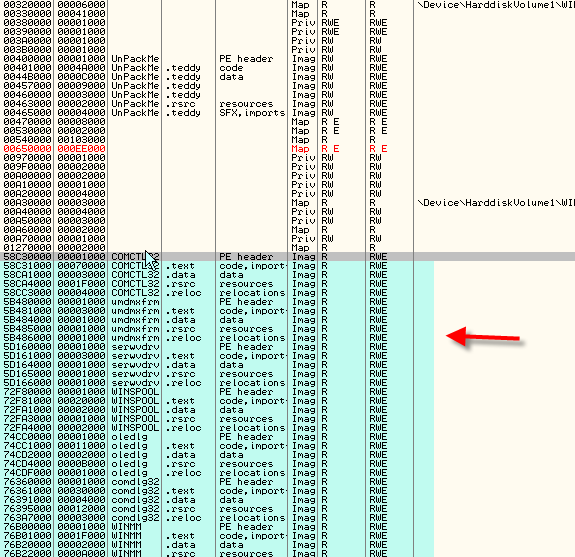 00320000 00006000 Map R R \Device\HarddiskVolume1\WI
00330000 00041000 Map R R
00380000 00001000 Priv RWE RWE
00390000 00001000 Priv RWE RWE
003A0000 00001000 Priv RW RW
003B0000 00001000 Priv RW RW
00400000 00001000 UnPackMe PE header Imag R RWE
00401000 0004A000 UnPackMe .teddy code Imag R RWE
0044B000 0000C000 UnPackMe .teddy data Imag R RWE
00457000 00009000 UnPackMe .teddy Imag R RWE
00460000 00003000 UnPackMe .teddy Imag R RWE
00463000 00002000 UnPackMe .rsrc resources Imag R RWE
00465000 00004000 UnPackMe .teddy SFX,imports Imag R RWE
00470000 00008000 Map R E R E
00530000 00002000 Map R E R E
00540000 00103000 Map R R
00650000 000EE000 Map R E R E
00970000 00001000 Priv RW RW
009F0000 00002000 Priv RW RW
00A00000 00002000 Priv RW RW
00A10000 00001000 Priv RW RW
00A20000 00004000 Priv RW RW
00A30000 00003000 Map R R \Device\HarddiskVolume1\WI
00A40000 00004000 Priv RW RW
00A50000 00003000 Priv RW RW
00A60000 00002000 Map R R
00A70000 00001000 Priv RW RW
01270000 00002000 Map R R
58C30000 00001000 COMCTL32 PE header Imag R RWE
58C31000 00070000 COMCTL32 .text code,import Imag R RWE
58CA1000 00003000 COMCTL32 .data data Imag R RWE
58CA4000 0001F000 COMCTL32 .rsrc resources Imag R RWE
58CC3000 00004000 COMCTL32 .reloc relocations Imag R RWE
5B480000 00001000 umdmxfrm PE header Imag R RWE
5B481000 00003000 umdmxfrm .text code,import Imag R RWE
5B484000 00001000 umdmxfrm .data data Imag R RWE
5B485000 00001000 umdmxfrm .rsrc resources Imag R RWE
5B486000 00001000 umdmxfrm .reloc relocations Imag R RWE
5D160000 00001000 serwvdrv PE header Imag R RWE
5D161000 00003000 serwvdrv .text code,import Imag R RWE
5D164000 00001000 serwvdrv .data data Imag R RWE
5D165000 00001000 serwvdrv .rsrc resources Imag R RWE
5D166000 00001000 serwvdrv .reloc relocations Imag R RWE
72F80000 00001000 WINSPOOL PE header Imag R RWE
72F81000 00020000 WINSPOOL .text code,import Imag R RWE
72FA1000 00002000 WINSPOOL .data data Imag R RWE
72FA3000 00001000 WINSPOOL .rsrc resources Imag R RWE
72FA4000 00002000 WINSPOOL .reloc relocations Imag R RWE
74CC0000 00001000 oledlg PE header Imag R RWE
74CC1000 00011000 oledlg .text code,import Imag R RWE
74CD2000 00002000 oledlg .data data Imag R RWE
74CD4000 0000B000 oledlg .rsrc resources Imag R RWE
74CDF000 00001000 oledlg .reloc relocations Imag R RWE
76360000 00001000 comdlg32 PE header Imag R RWE
76361000 00030000 comdlg32 .text code,import Imag R RWE
76391000 00004000 comdlg32 .data data Imag R RWE
76395000 00012000 comdlg32 .rsrc resources Imag R RWE
763A7000 00003000 comdlg32 .reloc relocations Imag R RWE
76B00000 00001000 WINMM PE header Imag R RWE
76B01000 0001F000 WINMM .text code,import Imag R RWE
76B20000 00002000 WINMM .data data Imag R RWE
76B22000 0000A000 WINMM .rsrc resources Imag R RWE